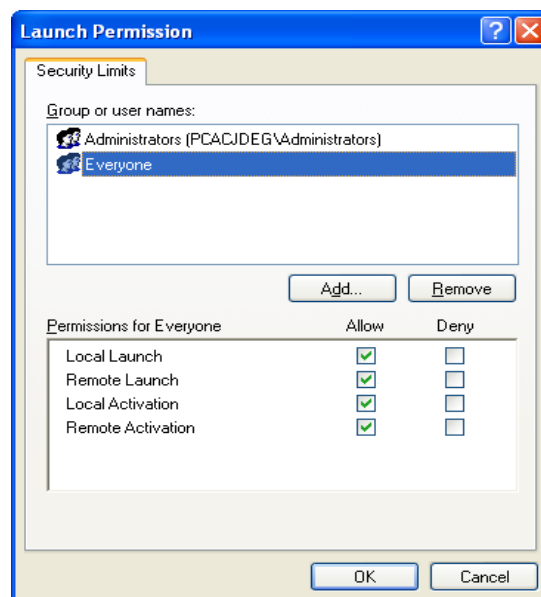 Launch Permission
Security Limits
Group or user names:
Administrators (PCACJDEG\Administrators)
Everyone
Add... Remove
Permissions for Everyone Allow Deny
Local Launch
Remote Launch
Local Activation
Remote Activation
OK Cancel